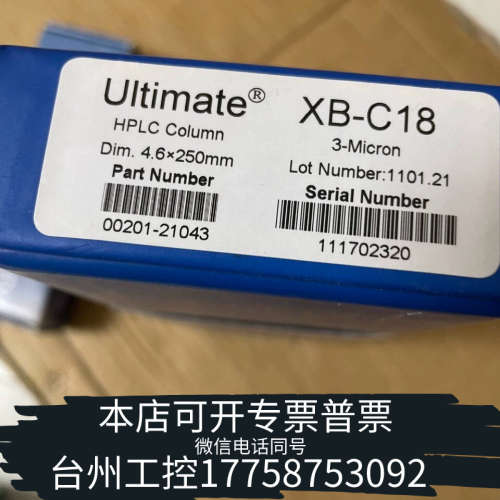 Ultimate® XB-C18
HPLC Column 3-Micron
Dim. 4.6×250mm Lot Number:1101.21
Part Number Serial Number
00201-21043 111702320
本店可开专票普票
微信电话同号
台州工控17758753092